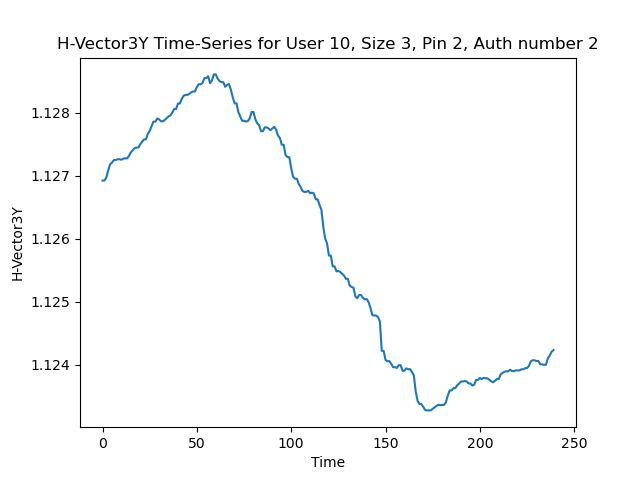 H-Vector3Y Time-Series for User 10, Size 3, Pin 2, Auth number 2
1.128
1.127
1.126
1.125
1.124
H-Vector3Y
0 50 100 150 200 250
Time